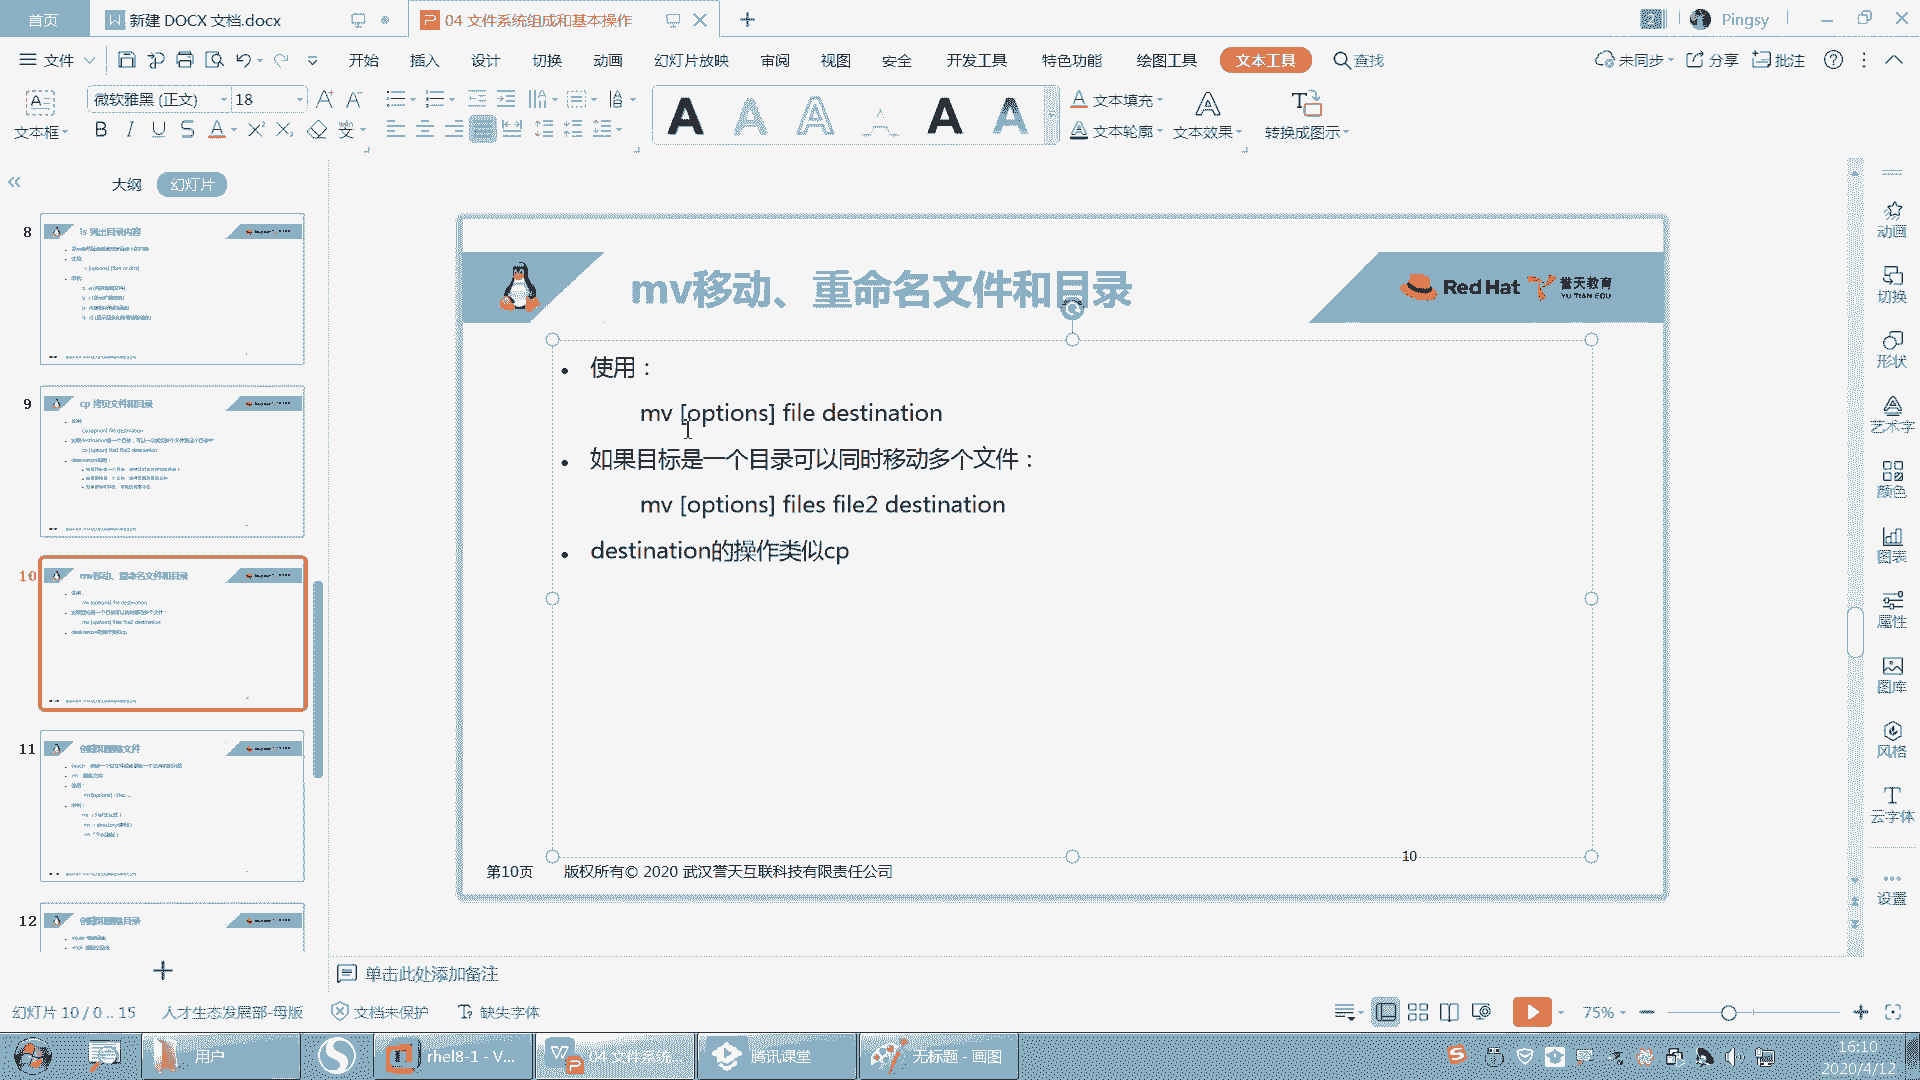 首页
新建 DOCX 文档.docx
04 文件系统组成和基本操作
Pingsy
文件
开始
插入
设计
切换
动画
幻灯片放映
审阅
视图
安全
开发工具
特色功能
绘图工具
文本工具
查找
未同步
分享
批注
文本框
微软雅黑 (正文)
18
文本填充
文本轮廓
文本效果
转换成图示
大纲
幻灯片
8
ls 列出目录内容
9
cp 拷贝文件和目录
10
mv移动、重命名文件和目录
11
创建和删除文件
12
创建和删除目录
mv移动、重命名文件和目录
Red Hat
誉天教育
YU TIAN EDU
使用：
mv [options] file destination
如果目标是一个目录可以同时移动多个文件：
mv [options] files file2 destination
destination的操作类似cp
10
第10页
版权所有© 2020 武汉誉天互联科技有限责任公司
动画
切换
形状
艺术字
颜色
图表
属性
图库
风格
云字体
设置
单击此处添加备注
幻灯片 10 / 0 .. 15
人才生态发展部-母版
文档未保护
缺失字体
75%
用户
rhel8-1 - V...
04 文件系统...
腾讯课堂
无标题 - 画图
16:10
2020/4/12